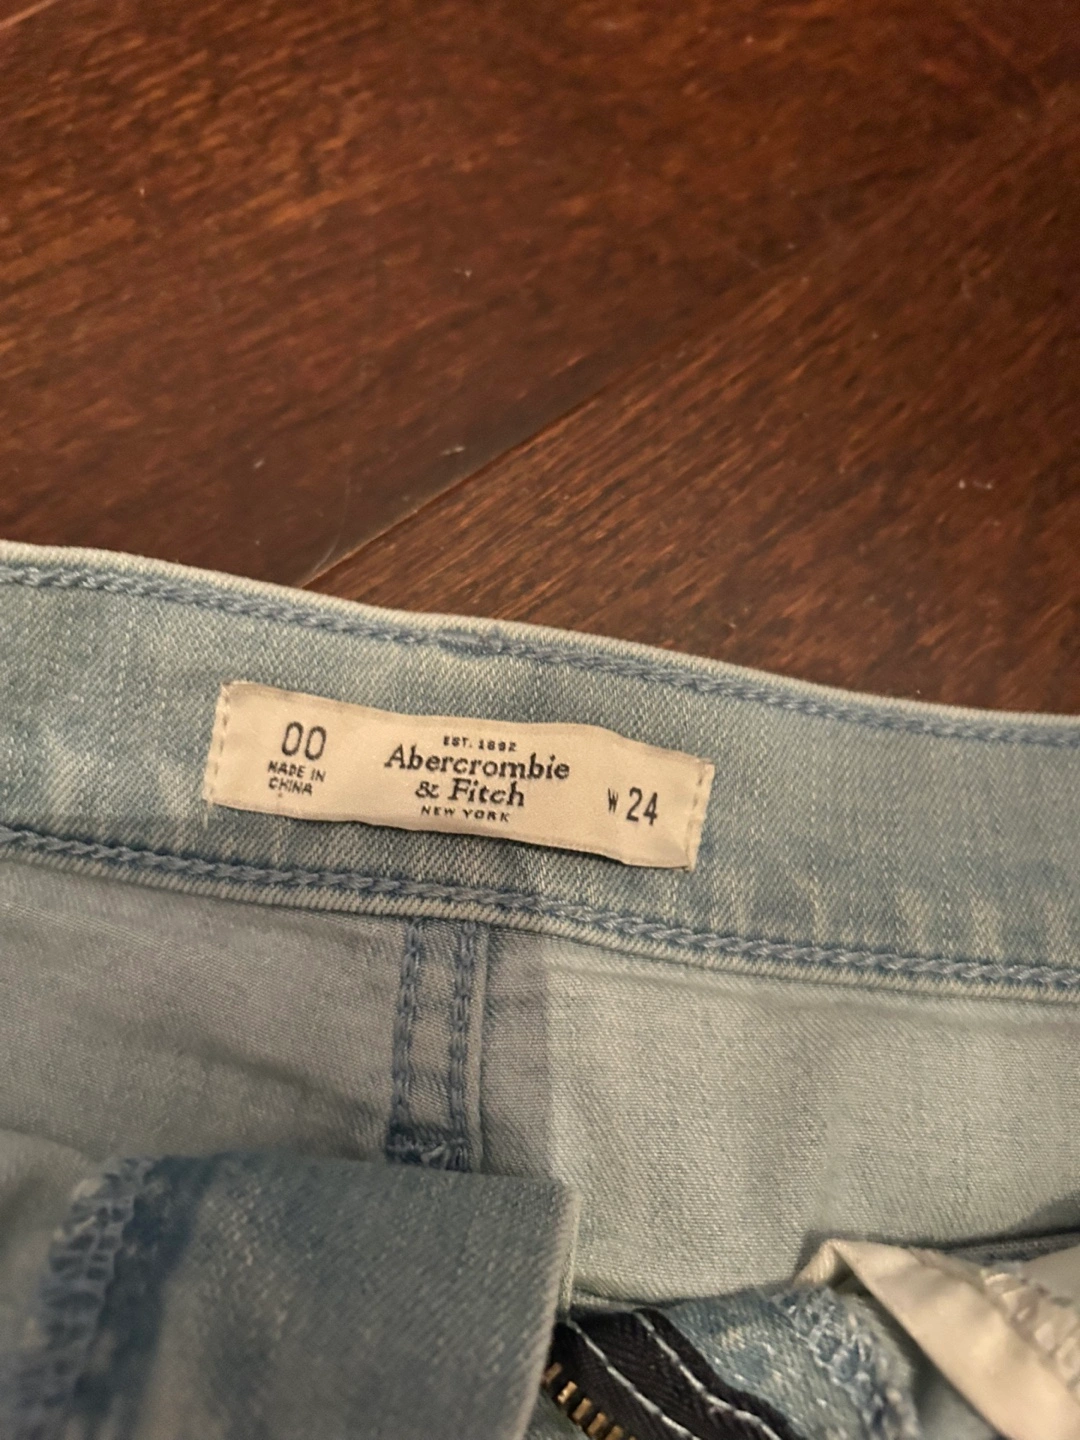 00
MADE IN
CHINA
EST. 1892
Abercrombie
& Fitch
NEW YORK
W 24